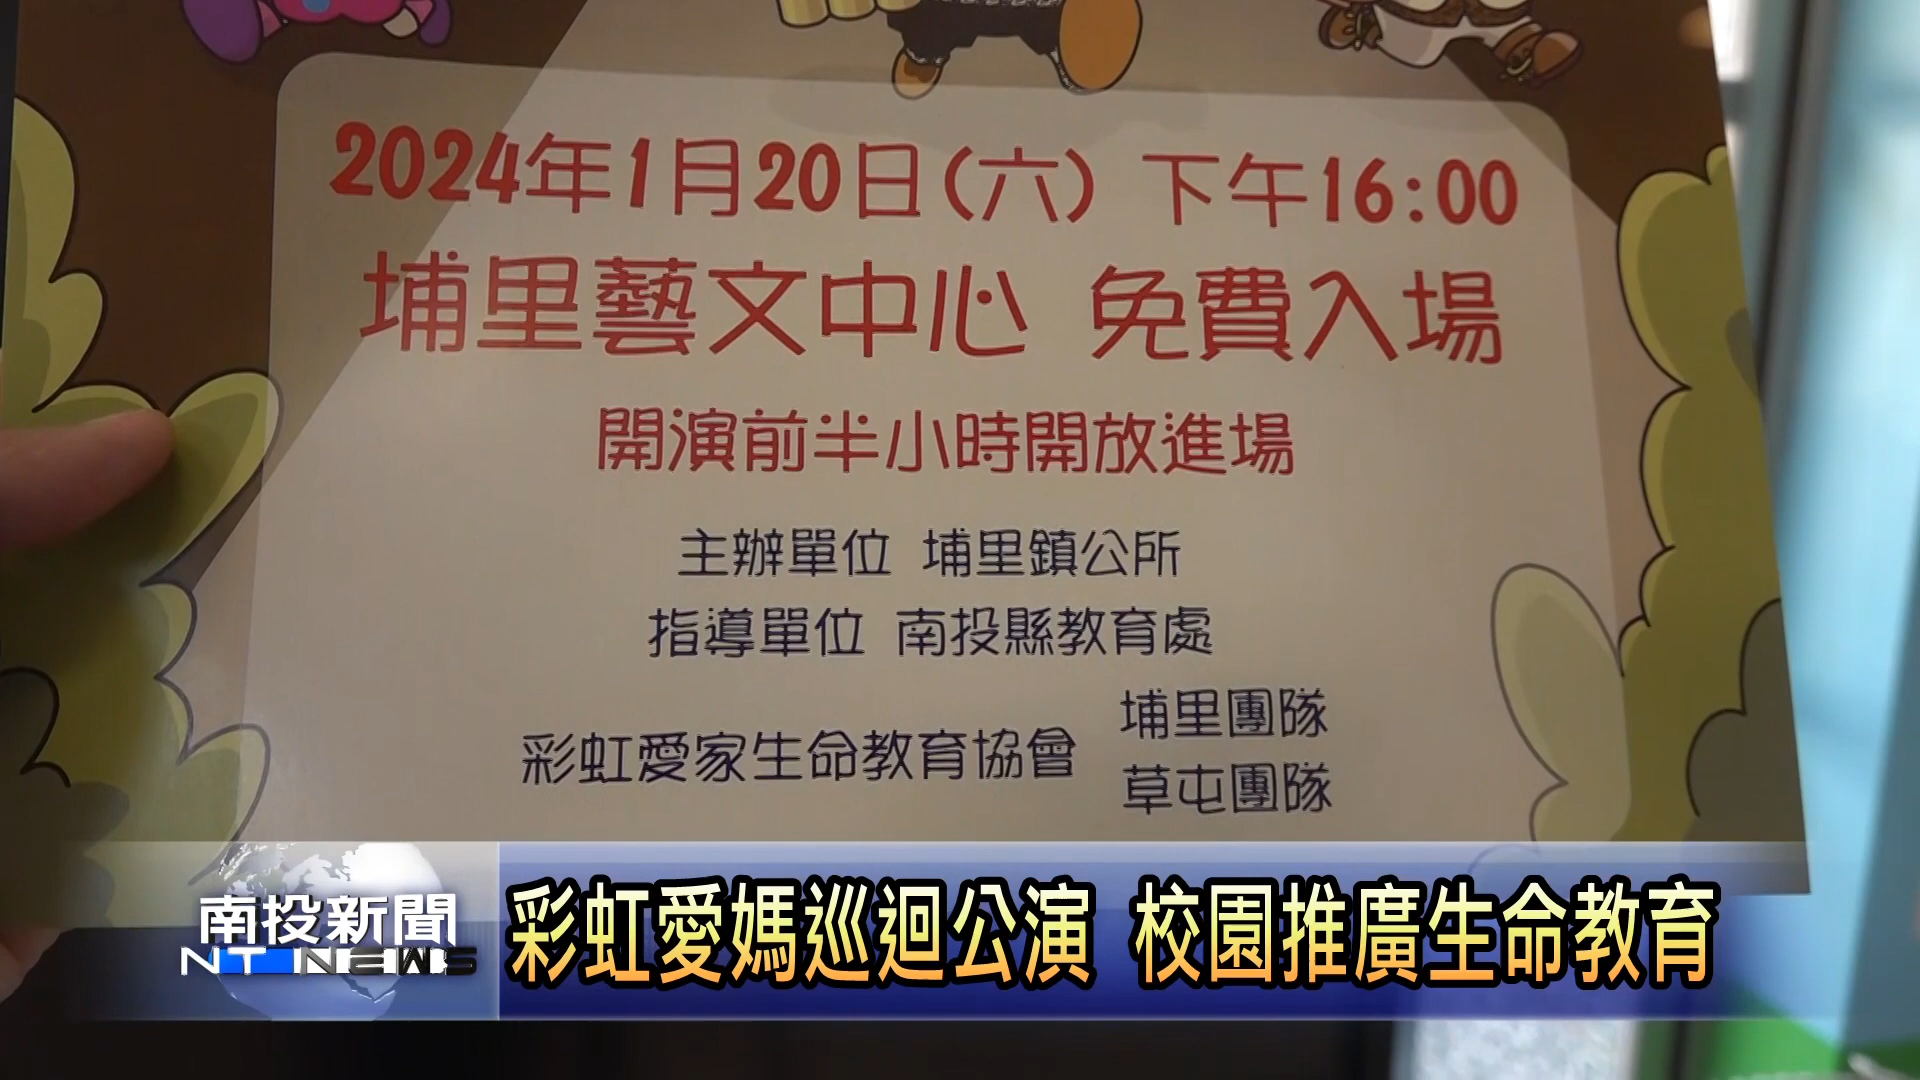 2024年1月20日(六) 下午16:00
埔里藝文中心 免費入場
開演前半小時開放進場
主辦單位 埔里鎮公所
指導單位 南投縣教育處
彩虹愛家生命教育協會
埔里團隊
草屯團隊
南投新聞
NT NEWS
彩虹愛媽巡迴公演 校園推廣生命教育